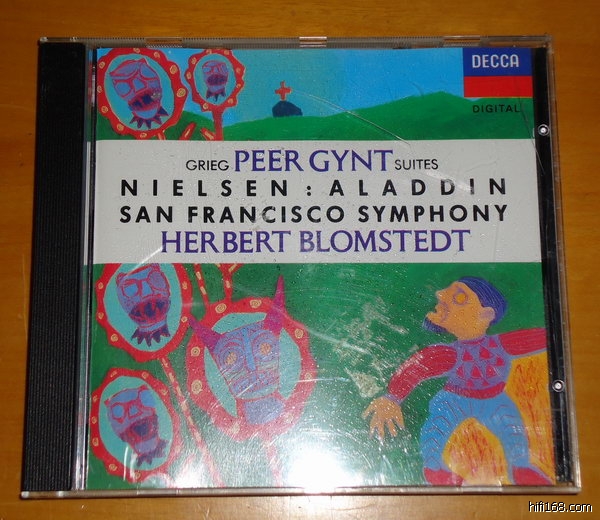 DECCA
DIGITAL
GRIEG PEER GYNT SUITES
NIELSEN : ALADDIN
SAN FRANCISCO SYMPHONY
HERBERT BLOMSTEDT
hifi168.com